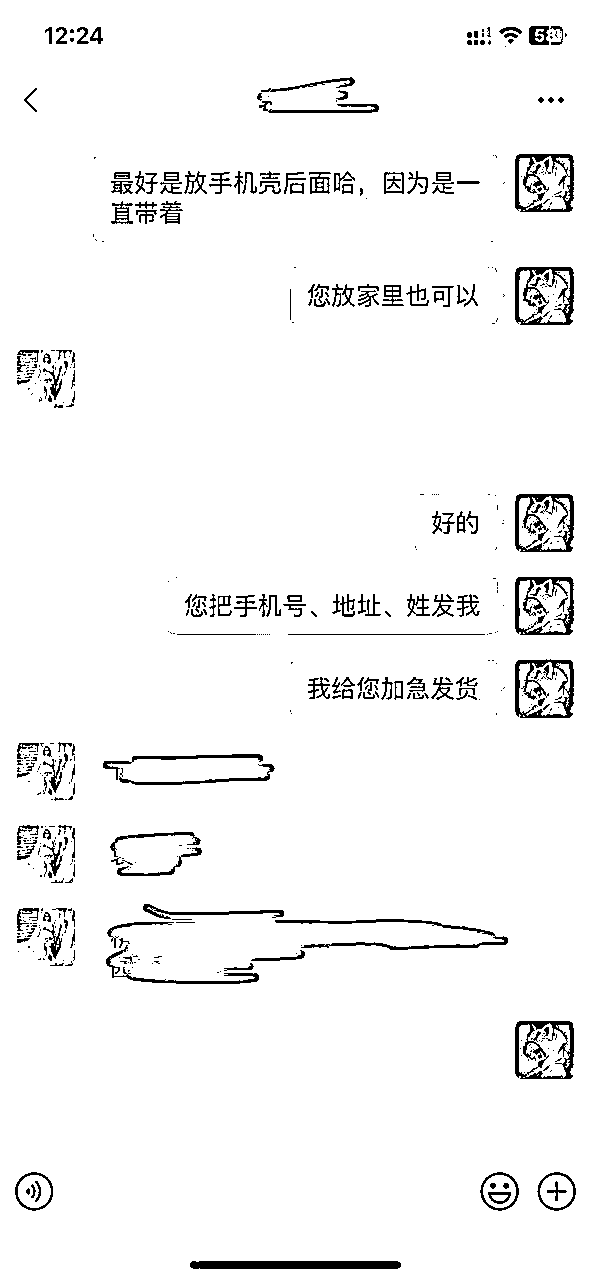 12:24
最好是放手机壳后面哈，因为是一
直带着
您放家里也可以
好的
您把手机号、地址、姓发我
我给您加急发货